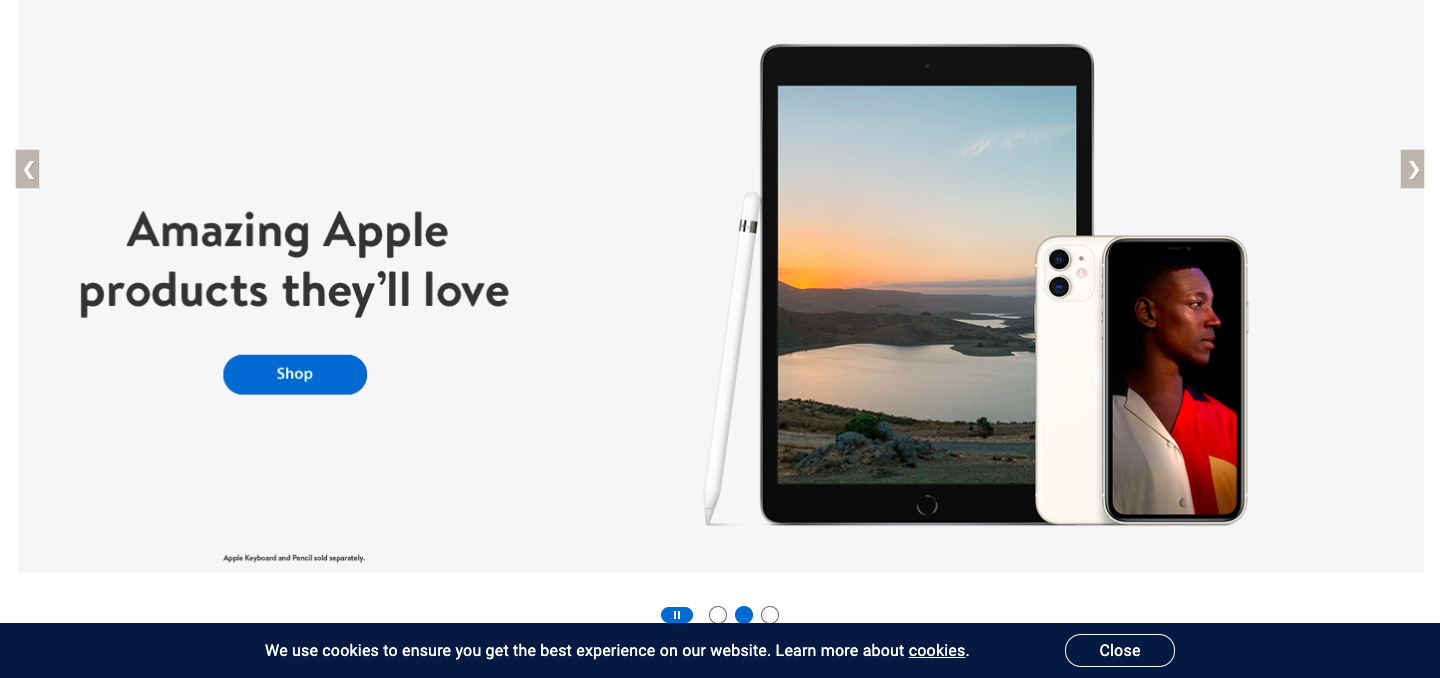 Amazing Apple
products they’ll love
Shop
Apple Keyboard and Pencil sold separately.
We use cookies to ensure you get the best experience on our website. Learn more about cookies.
Close